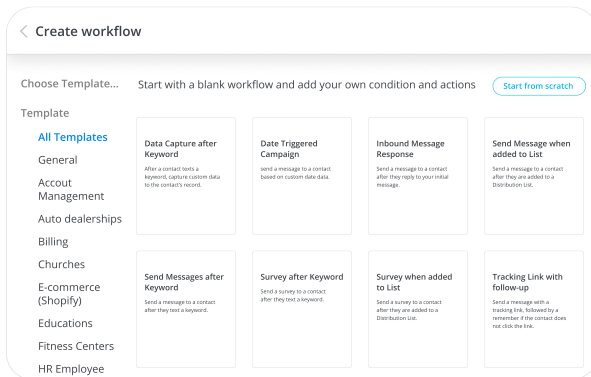 Create workflow
Choose Template...
Start with a blank workflow and add your own condition and actions
Start from scratch
Template
All Templates
General
Accout
Management
Auto dealerships
Billing
Churches
E-commerce
(Shopify)
Educations
Fitness Centers
HR Employee
Data Capture after
Keyword
After a contact texts a
keyword, capture custom data
to the contact's record.
Date Triggered
Campaign
send a message to a contact
based on custom date data.
Inbound Message
Response
Send a message to a contact
after they reply to your initial
message.
Send Message when
added to List
Send a message to a contact
after they are added to a
Distribution List.
Send Messages after
Keyword
Send a message to a contact
after they text a keyword.
Survey after Keyword
Send a survey to a contact
after they text a keyword.
Survey when added
to List
Send a survey to a contact
after they are added to a
Distribution List.
Tracking Link with
follow-up
Send a message with a
tracking link, followed by a
remember if the contact does
not click the link.